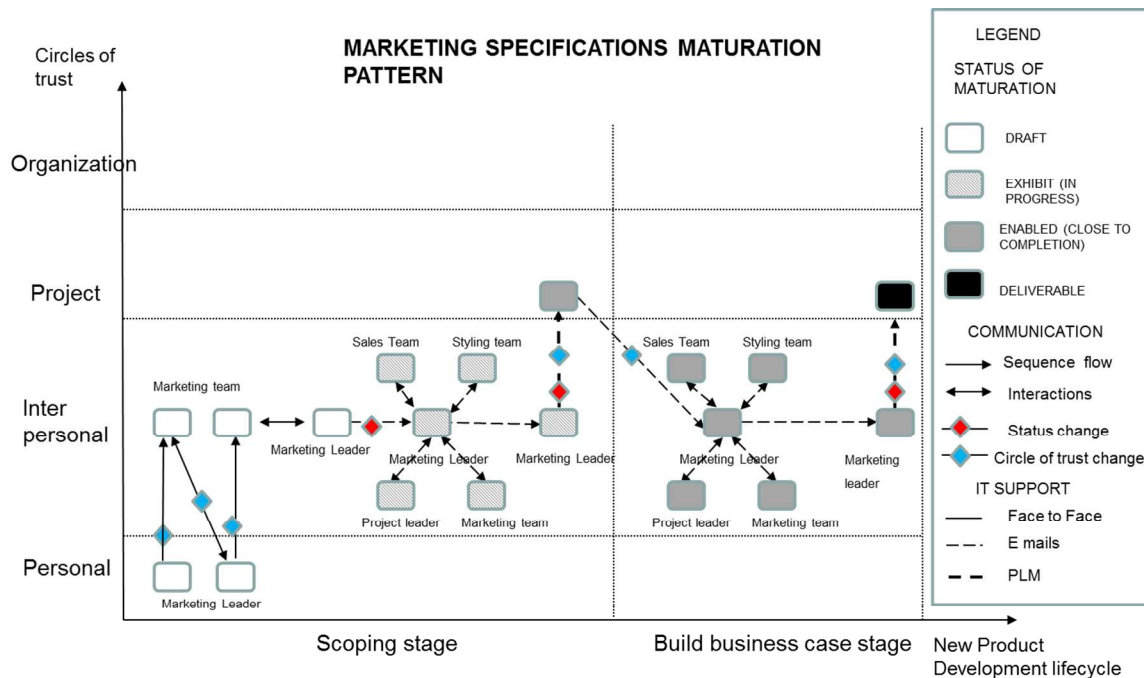 MARKETING SPECIFICATIONS MATURATION
PATTERN
Circles of
trust
Organization
Project
Inter
personal
Personal
Marketing team
Marketing Leader
Marketing Leader
Sales Team
Styling team
Marketing Leader
Project leader
Marketing team
Marketing Leader
Sales Team
Styling team
Marketing Leader
Project leader
Marketing team
Marketing
leader
Scoping stage
Build business case stage
New Product
Development lifecycle
LEGEND
STATUS OF
MATURATION
DRAFT
EXHIBIT (IN
PROGRESS)
ENABLED (CLOSE TO
COMPLETION)
DELIVERABLE
COMMUNICATION
Sequence flow
Interactions
Status change
Circle of trust change
IT SUPPORT
Face to Face
E mails
PLM